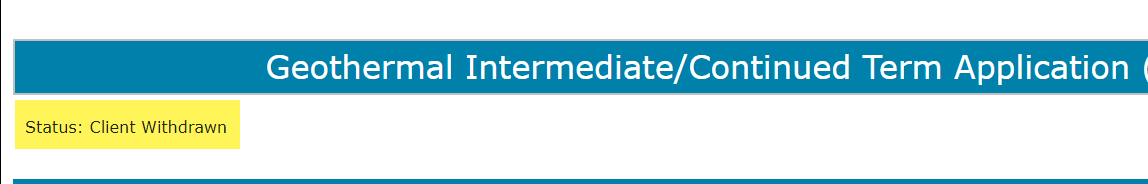 Geothermal Intermediate/Continued Term Application (
Status: Client Withdrawn